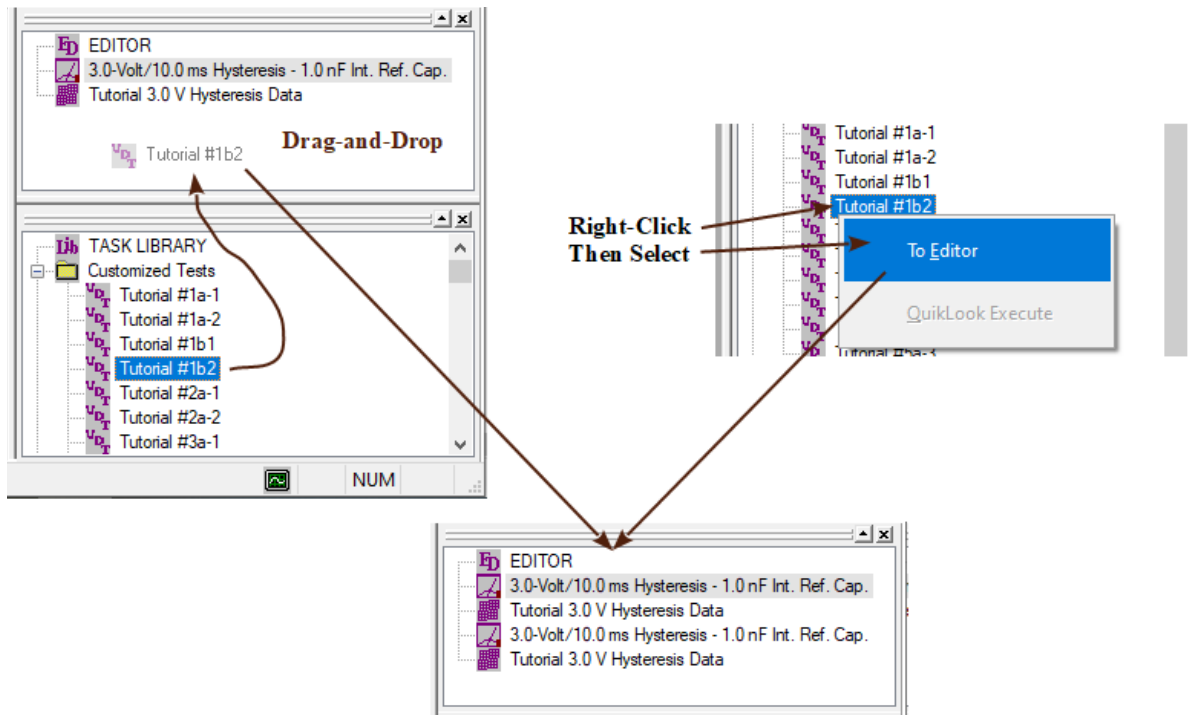 EDITOR
3.0-Volt/10.0 ms Hysteresis - 1.0 nF Int. Ref. Cap.
Tutorial 3.0 V Hysteresis Data
Drag-and-Drop
Tutorial #1b2
TASK LIBRARY
Customized Tests
Tutorial #1a-1
Tutorial #1a-2
Tutorial #1b1
Tutorial #1b2
Tutorial #2a-1
Tutorial #2a-2
Tutorial #3a-1
NUM
Tutorial #1a-1
Tutorial #1a-2
Tutorial #1b1
Tutorial #1b2
Right-Click
Then Select
To Editor
QuikLook Execute
Tutorial #5a-3
EDITOR
3.0-Volt/10.0 ms Hysteresis - 1.0 nF Int. Ref. Cap.
Tutorial 3.0 V Hysteresis Data
3.0-Volt/10.0 ms Hysteresis - 1.0 nF Int. Ref. Cap.
Tutorial 3.0 V Hysteresis Data